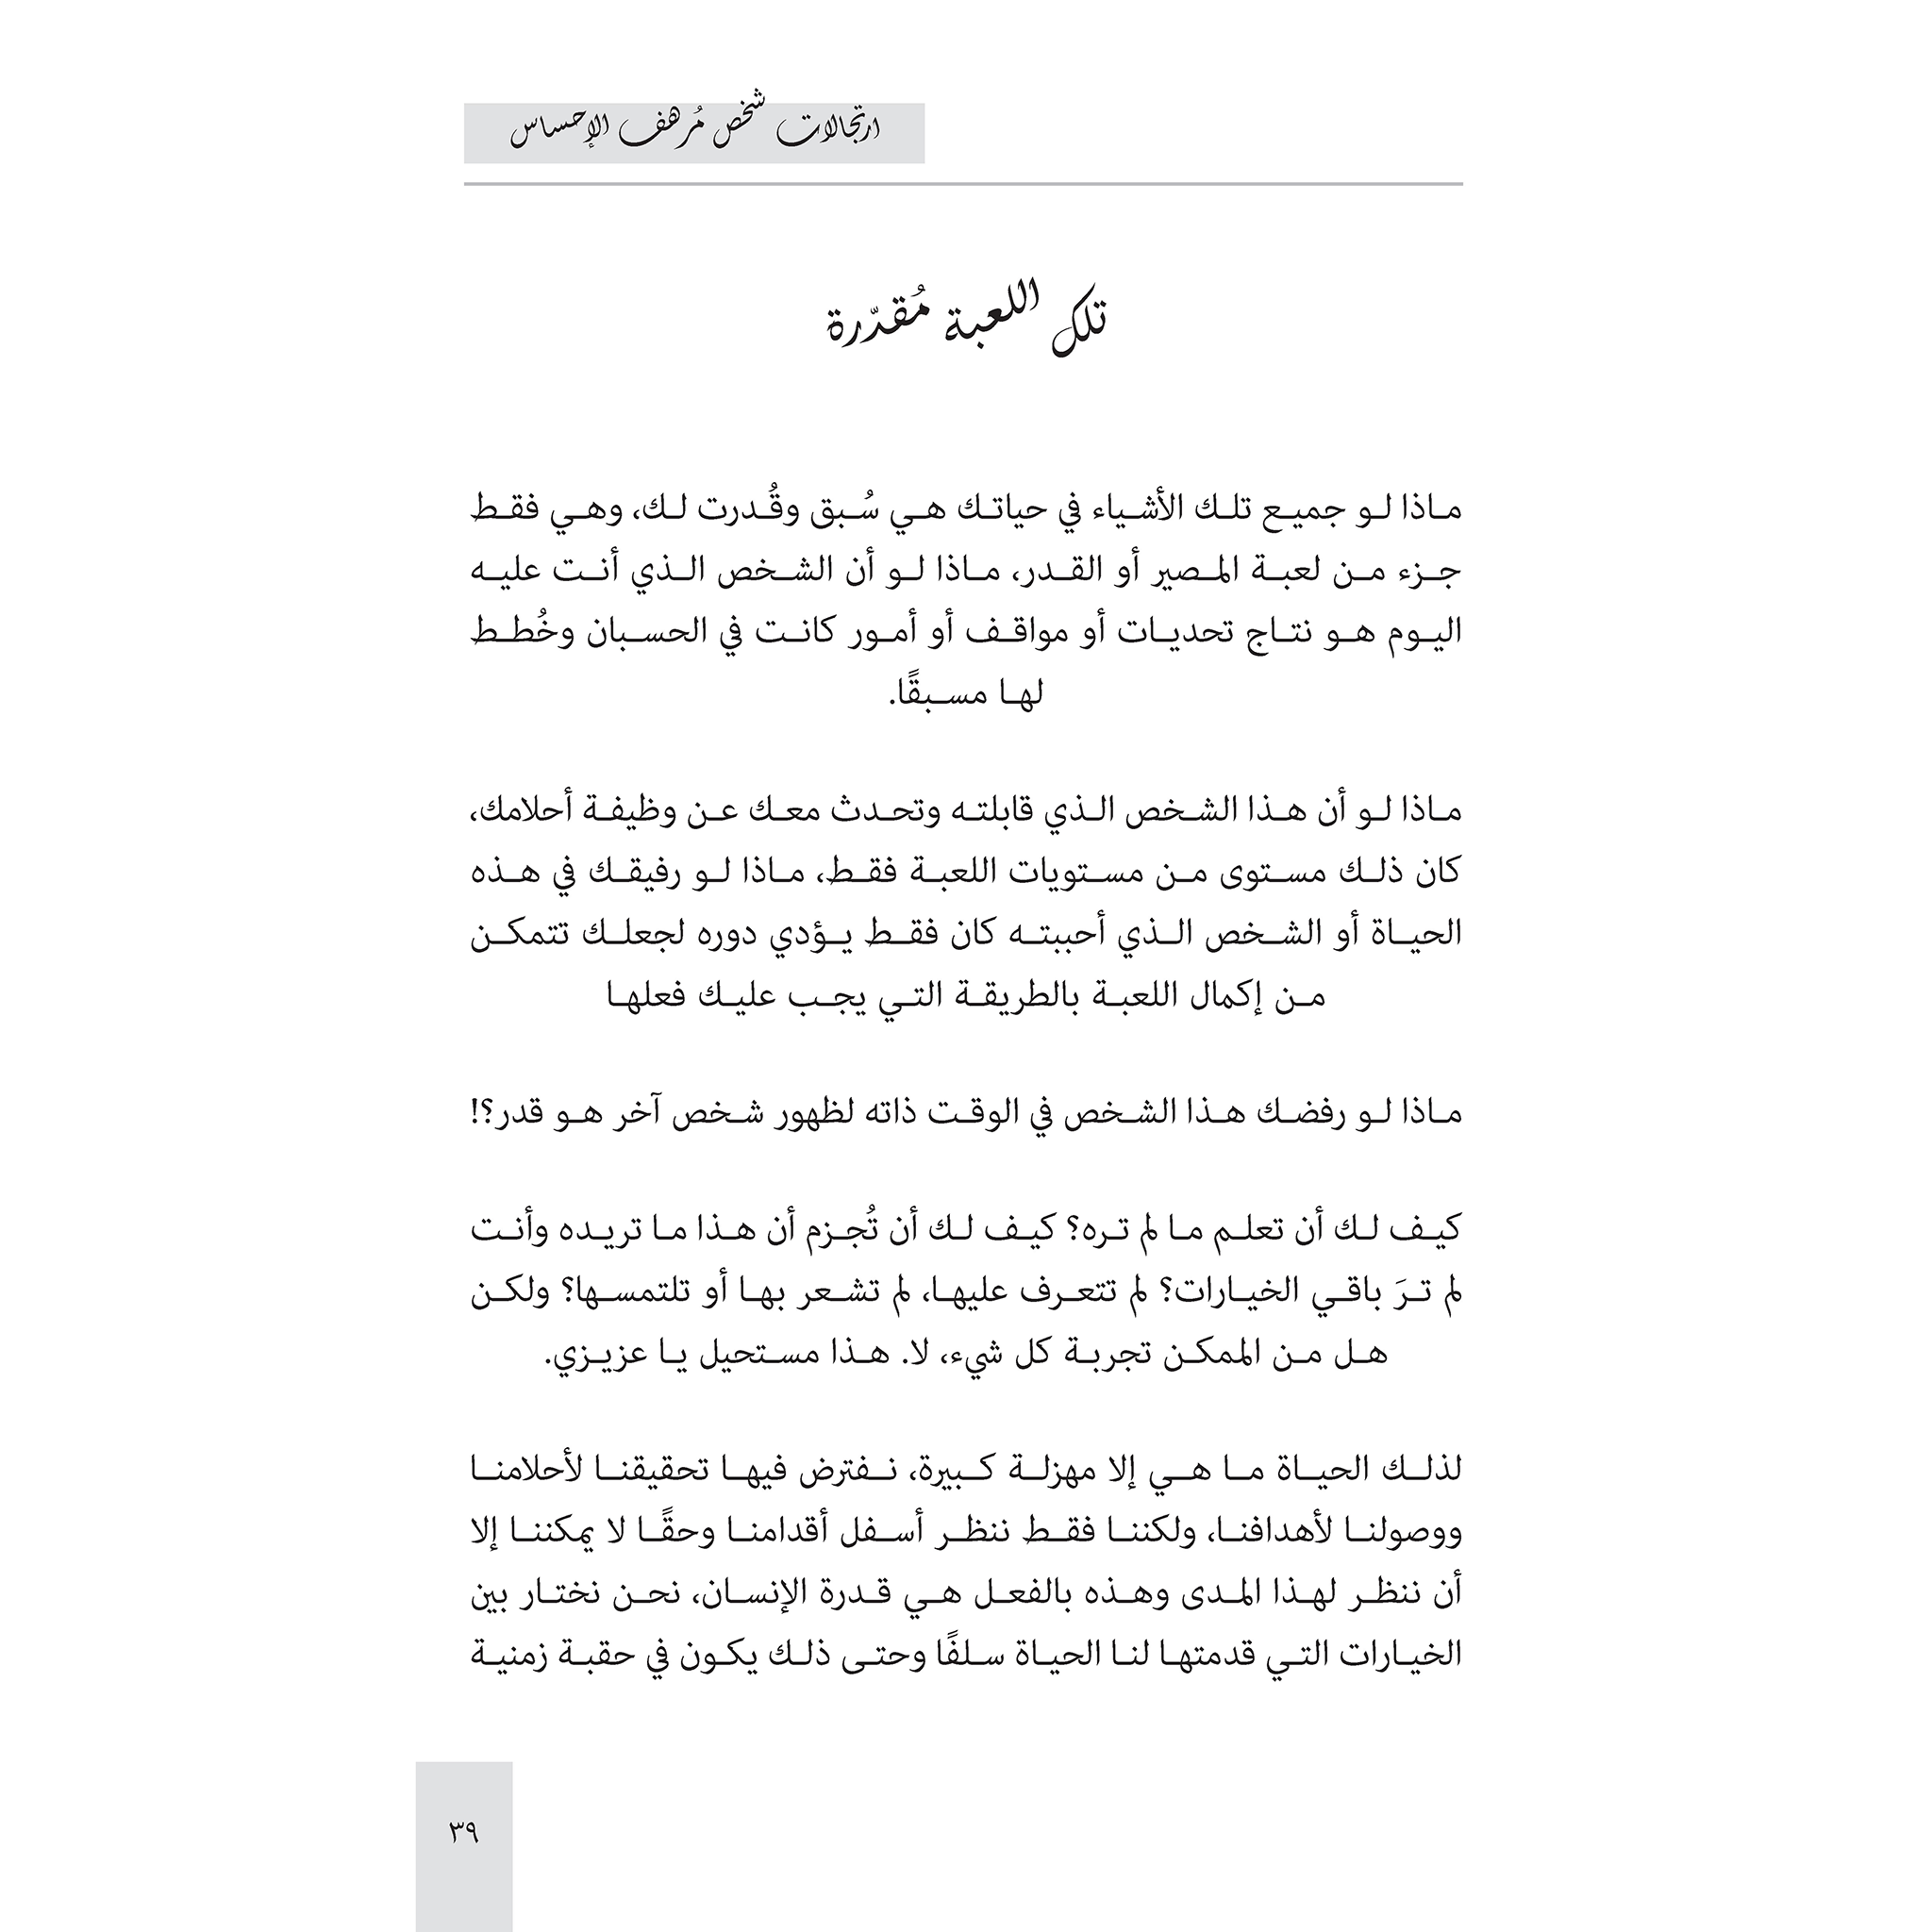 ارتجالات شخص مُرهف الإحساس
تلك اللعبة مُقدّرة
ماذا لو جميع تلك الأشياء في حياتك هي سُبق وقُدرت لك، وهي فقط
جزء من لعبة المصير أو القدر، ماذا لو أن الشخص الذي أنت عليه
اليوم هو نتاج تحديات أو مواقف أو أمور كانت في الحسبان وخُطط
لها مسبقًا.
ماذا لو أن هذا الشخص الذي قابلته وتحدث معك عن وظيفة أحلامك،
كان ذلك مستوى من مستويات اللعبة فقط، ماذا لو رفيقك في هذه
الحياة أو الشخص الذي أحببته كان فقط يؤدي دوره لجعلك تتمكن
من إكمال اللعبة بالطريقة التي يجب عليك فعلها
ماذا لو رفضك هذا الشخص في الوقت ذاته لظهور شخص آخر هو قدر؟!
كيف لك أن تعلم ما لم تره؟ كيف لك أن تُجزم أن هذا ما تريده وأنت
لم ترَ باقي الخيارات؟ لم تتعرف عليها، لم تشعر بها أو تلتمسها؟ ولكن
هل من الممكن تجربة كل شيء، لا. هذا مستحيل يا عزيزي.
لذلك الحياة ما هي إلا مهزلة كبيرة، نفترض فيها تحقيقنا لأحلامنا
ووصولنا لأهدافنا، ولكننا فقط ننظر أسفل أقدامنا وحقًا لا يمكننا إلا
أن ننظر لهذا المدى وهذه بالفعل هي قدرة الإنسان، نحن نختار بين
الخيارات التي قدمتها لنا الحياة سلفًا وحتى ذلك يكون في حقبة زمنية
٣٩